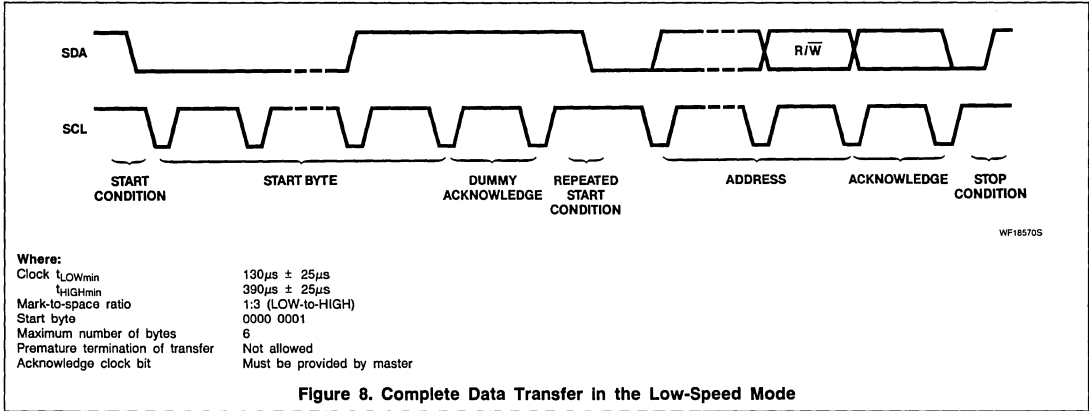 SDA
R/W̅
SCL
START CONDITION
START BYTE
DUMMY ACKNOWLEDGE
REPEATED START CONDITION
ADDRESS
ACKNOWLEDGE
STOP CONDITION
WF18570S
Where:
Clock tLOWmin 130µs ± 25µs
tHIGHmin 390µs ± 25µs
Mark-to-space ratio 1:3 (LOW-to-HIGH)
Start byte 0000 0001
Maximum number of bytes 6
Premature termination of transfer Not allowed
Acknowledge clock bit Must be provided by master
Figure 8. Complete Data Transfer in the Low-Speed Mode